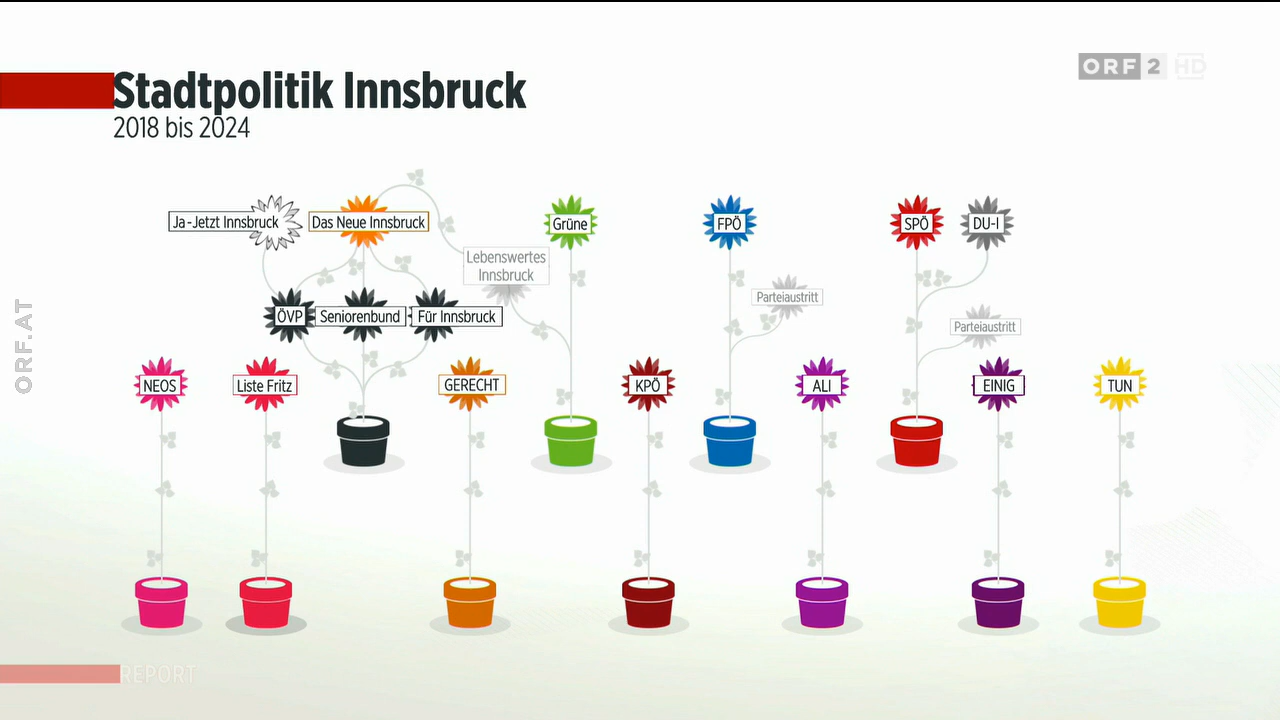 ORF 2 HD
Stadtpolitik Innsbruck
2018 bis 2024
Ja-Jetzt Innsbruck
Das Neue Innsbruck
Grüne
FPÖ
SPÖ
DU-I
Lebenswertes
Innsbruck
Parteiaustritt
ÖVP
Seniorenbund
Für Innsbruck
Parteiaustritt
NEOS
Liste Fritz
GERECHT
KPÖ
ALI
EINIG
TUN
ORF.AT
REPORT